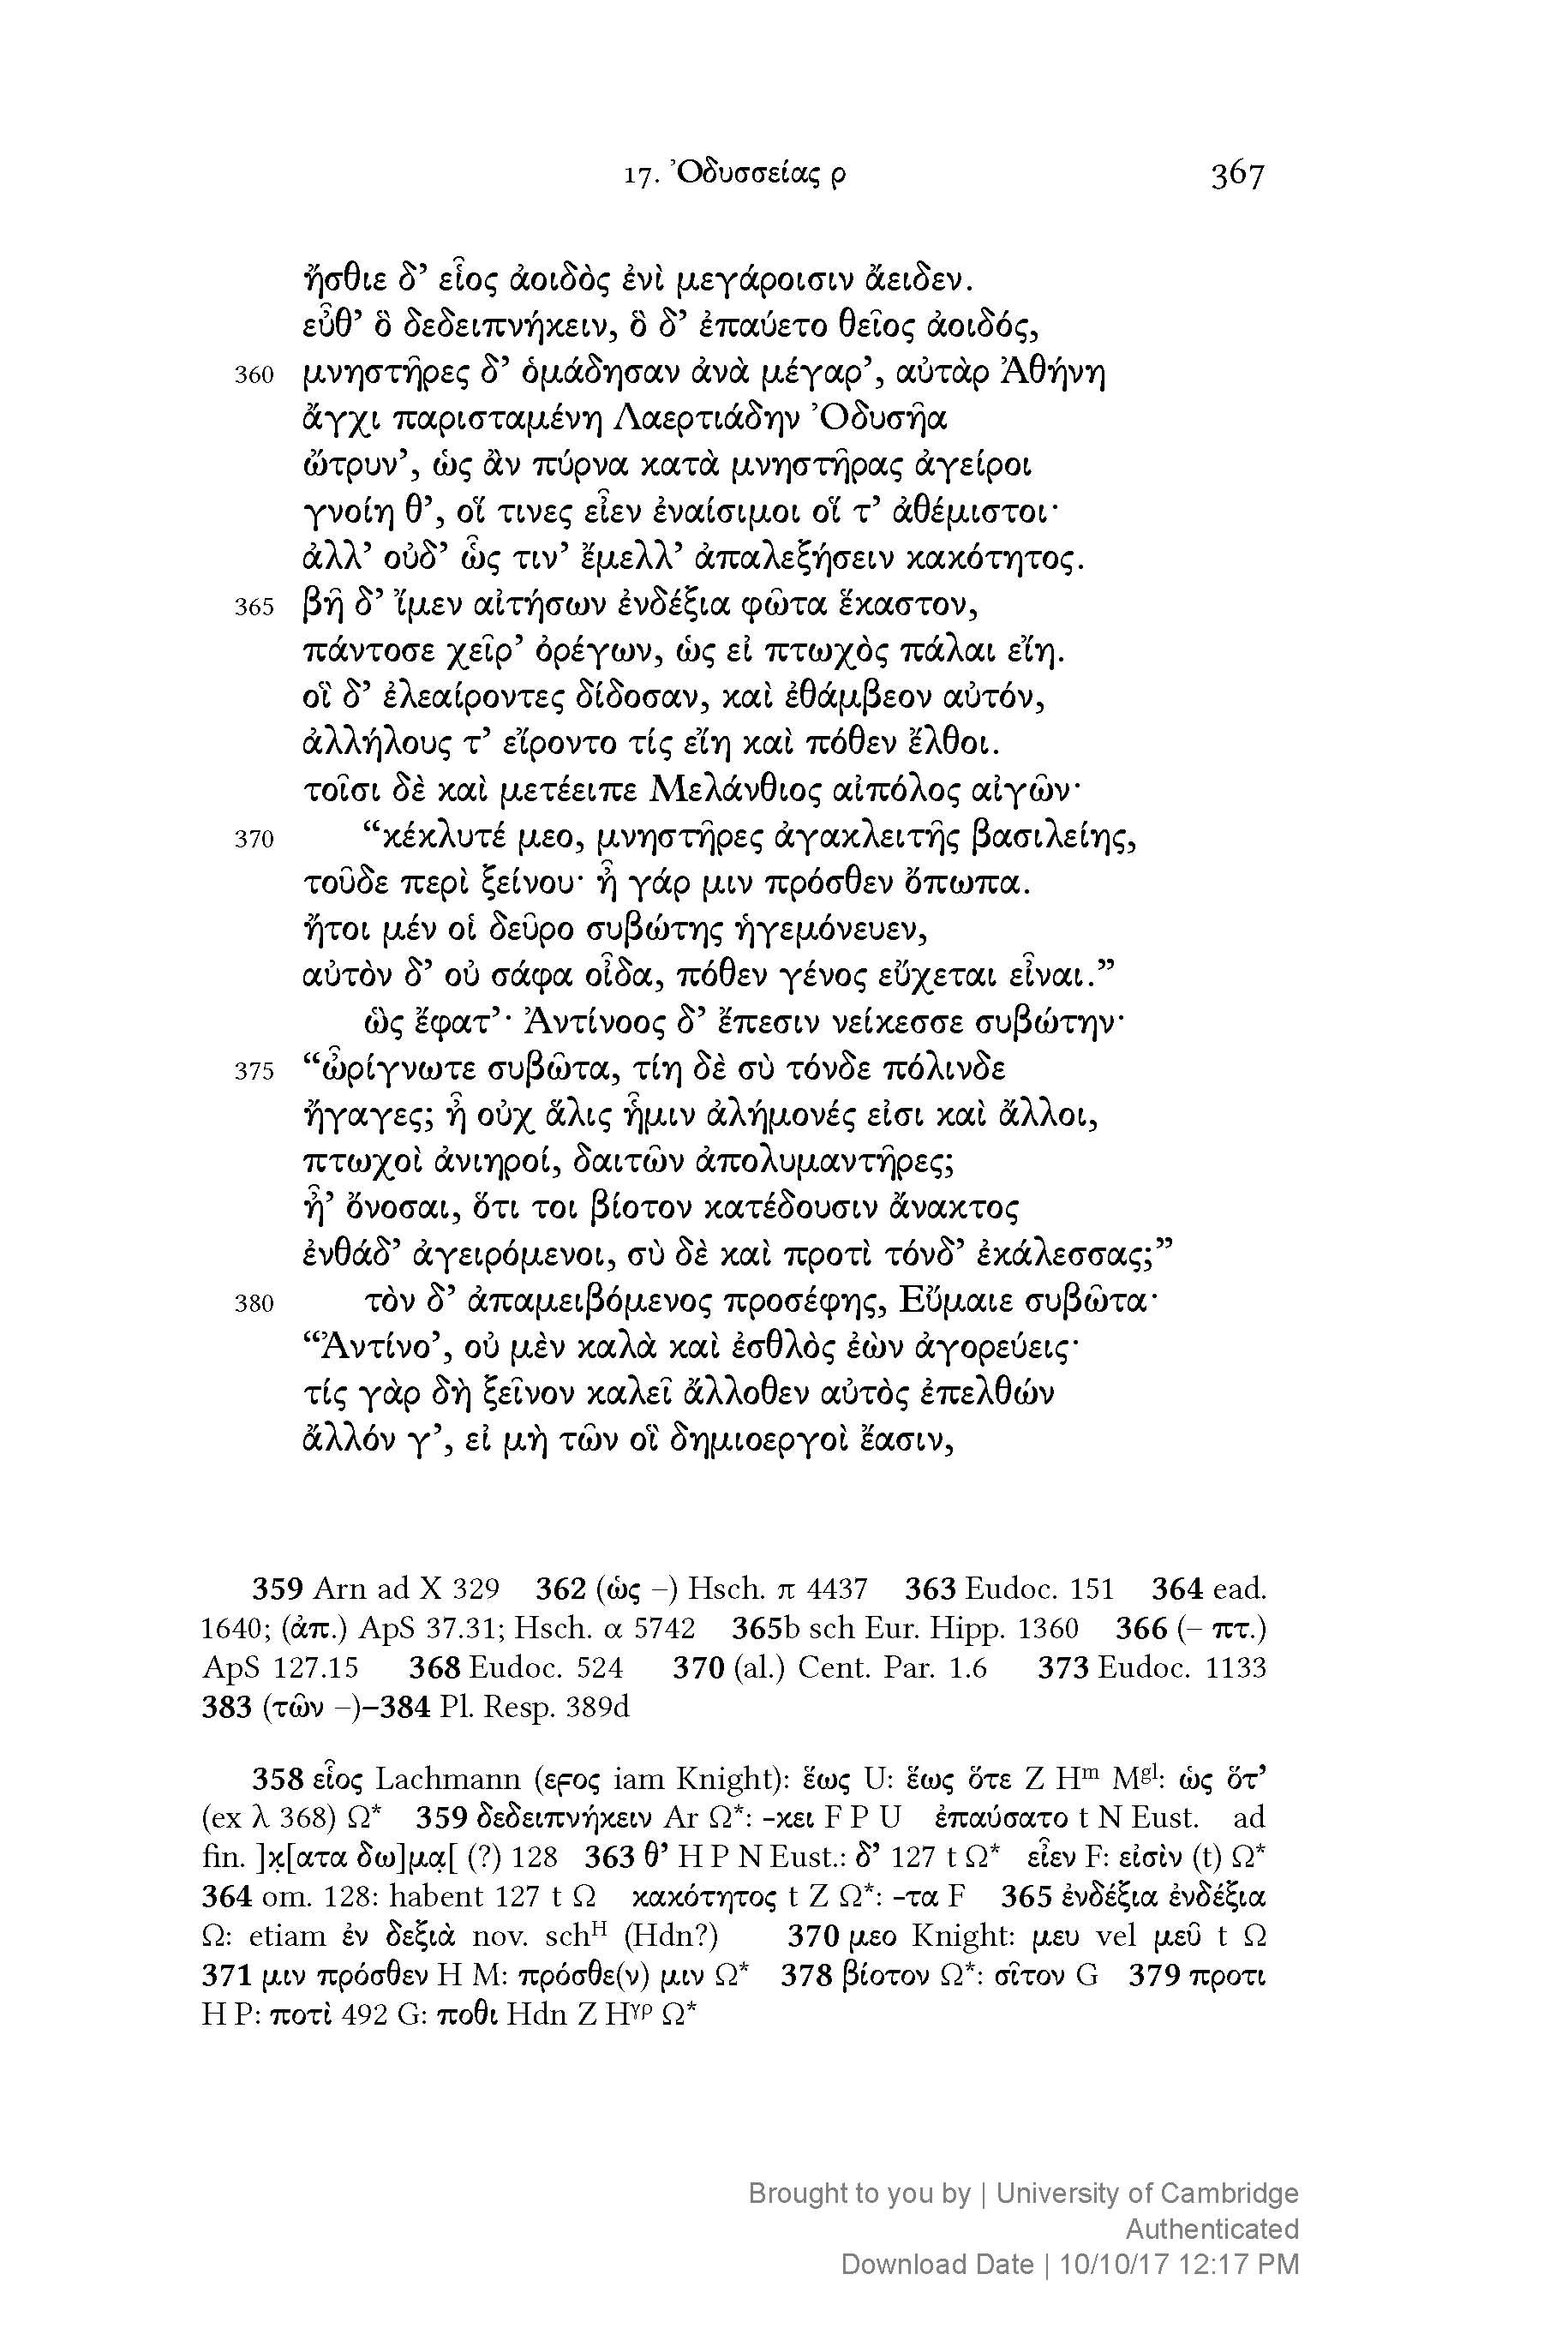 17. Ὀδυσσείας ρ 367
ἤσθιε δ’ εἷος ἀοιδὸς ἐνὶ μεγάροισιν ἄειδεν.
εὖθ’ ὃ δεδειπνήκειν, ὃ δ’ ἐπαύετο θεῖος ἀοιδός,
360 μνηστῆρες δ’ ὁμάδησαν ἀνὰ μέγαρ’, αὐτὰρ Ἀθήνη
ἄγχι παρισταμένη Λαερτιάδην Ὀδυσῆα
ὤτρυν’, ὡς ἂν πύρνα κατὰ μνηστῆρας ἀγείροι
γνοίη θ’, οἵ τινες εἶεν ἐναίσιμοι οἵ τ’ ἀθέμιστοι·
ἀλλ’ οὐδ’ ὧς τιν’ ἔμελλ’ ἀπαλεξήσειν κακότητος.
365 βῆ δ’ ἴμεν αἰτήσων ἐνδέξια φῶτα ἕκαστον,
πάντοσε χεῖρ’ ὀρέγων, ὡς εἰ πτωχὸς πάλαι εἴη.
οἳ δ’ ἐλεαίροντες δίδοσαν, καὶ ἐθάμβεον αὐτόν,
ἀλλήλους τ’ εἴροντο τίς εἴη καὶ πόθεν ἔλθοι.
τοῖσι δὲ καὶ μετέειπε Μελάνθιος αἰπόλος αἰγῶν·
370 “κέκλυτέ μεο, μνηστῆρες ἀγακλειτῆς βασιλείης,
τοῦδε περὶ ξείνου· ἦ γάρ μιν πρόσθεν ὄπωπα.
ἤτοι μέν οἱ δεῦρο συβώτης ἡγεμόνευεν,
αὐτὸν δ’ οὐ σάφα οἶδα, πόθεν γένος εὔχεται εἶναι.”
ὣς ἔφατ’· Ἀντίνοος δ’ ἔπεσιν νείκεσσε συβώτην·
375 “ὦρίγνωτε συβῶτα, τίη δὲ σὺ τόνδε πόλινδε
ἤγαγες; ἦ οὐχ ἅλις ἧμιν ἀλήμονές εἰσι καὶ ἄλλοι,
πτωχοὶ ἀνιηροί, δαιτῶν ἀπολυμαντῆρες;
ἦ’ ὄνοσαι, ὅτι τοι βίοτον κατέδουσιν ἄνακτος
ἐνθάδ’ ἀγειρόμενοι, σὺ δὲ καὶ προτὶ τόνδ’ ἐκάλεσσας;”
380 τὸν δ’ ἀπαμειβόμενος προσέφης, Εὔμαιε συβῶτα·
“Ἀντίνο’, οὐ μὲν καλὰ καὶ ἐσθλὸς ἐὼν ἀγορεύεις·
τίς γὰρ δὴ ξεῖνον καλεῖ ἄλλοθεν αὐτὸς ἐπελθών
ἄλλόν γ’, εἰ μὴ τῶν οἳ δημιοεργοὶ ἔασιν,
359 Arn ad X 329 362 (ὡς –) Hsch. π 4437 363 Eudoc. 151 364 ead.
1640; (ἀπ.) ApS 37.31; Hsch. α 5742 365b sch Eur. Hipp. 1360 366 (– πτ.)
ApS 127.15 368 Eudoc. 524 370 (al.) Cent. Par. 1.6 373 Eudoc. 1133
383 (τῶν –)–384 Pl. Resp. 389d
358 εἷος Lachmann (εϝος iam Knight): ἕως U: ἕως ὅτε Z Hᵐ Mᵍˡ: ὡς ὅτ’
(ex λ 368) Ω* 359 δεδειπνήκειν Ar Ω*: -κει F P U ἐπαύσατο t N Eust. ad
fin. ]κ̣[ατα δω]μα̣[ (?) 128 363 θ’ H P N Eust.: δ’ 127 t Ω* εἶεν F: εἰσὶν (t) Ω*
364 om. 128: habent 127 t Ω κακότητος t Z Ω*: -τα F 365 ἐνδέξια ἐνδέξια
Ω: etiam ἐν δεξιὰ nov. schᴴ (Hdn?) 370 μεο Knight: μευ vel μεῦ t Ω
371 μιν πρόσθεν H M: πρόσθε(ν) μιν Ω* 378 βίοτον Ω*: σῖτον G 379 προτι
H P: ποτὶ 492 G: ποθι Hdn Z Hᵞᵖ Ω*
Brought to you by | University of Cambridge
Authenticated
Download Date | 10/10/17 12:17 PM